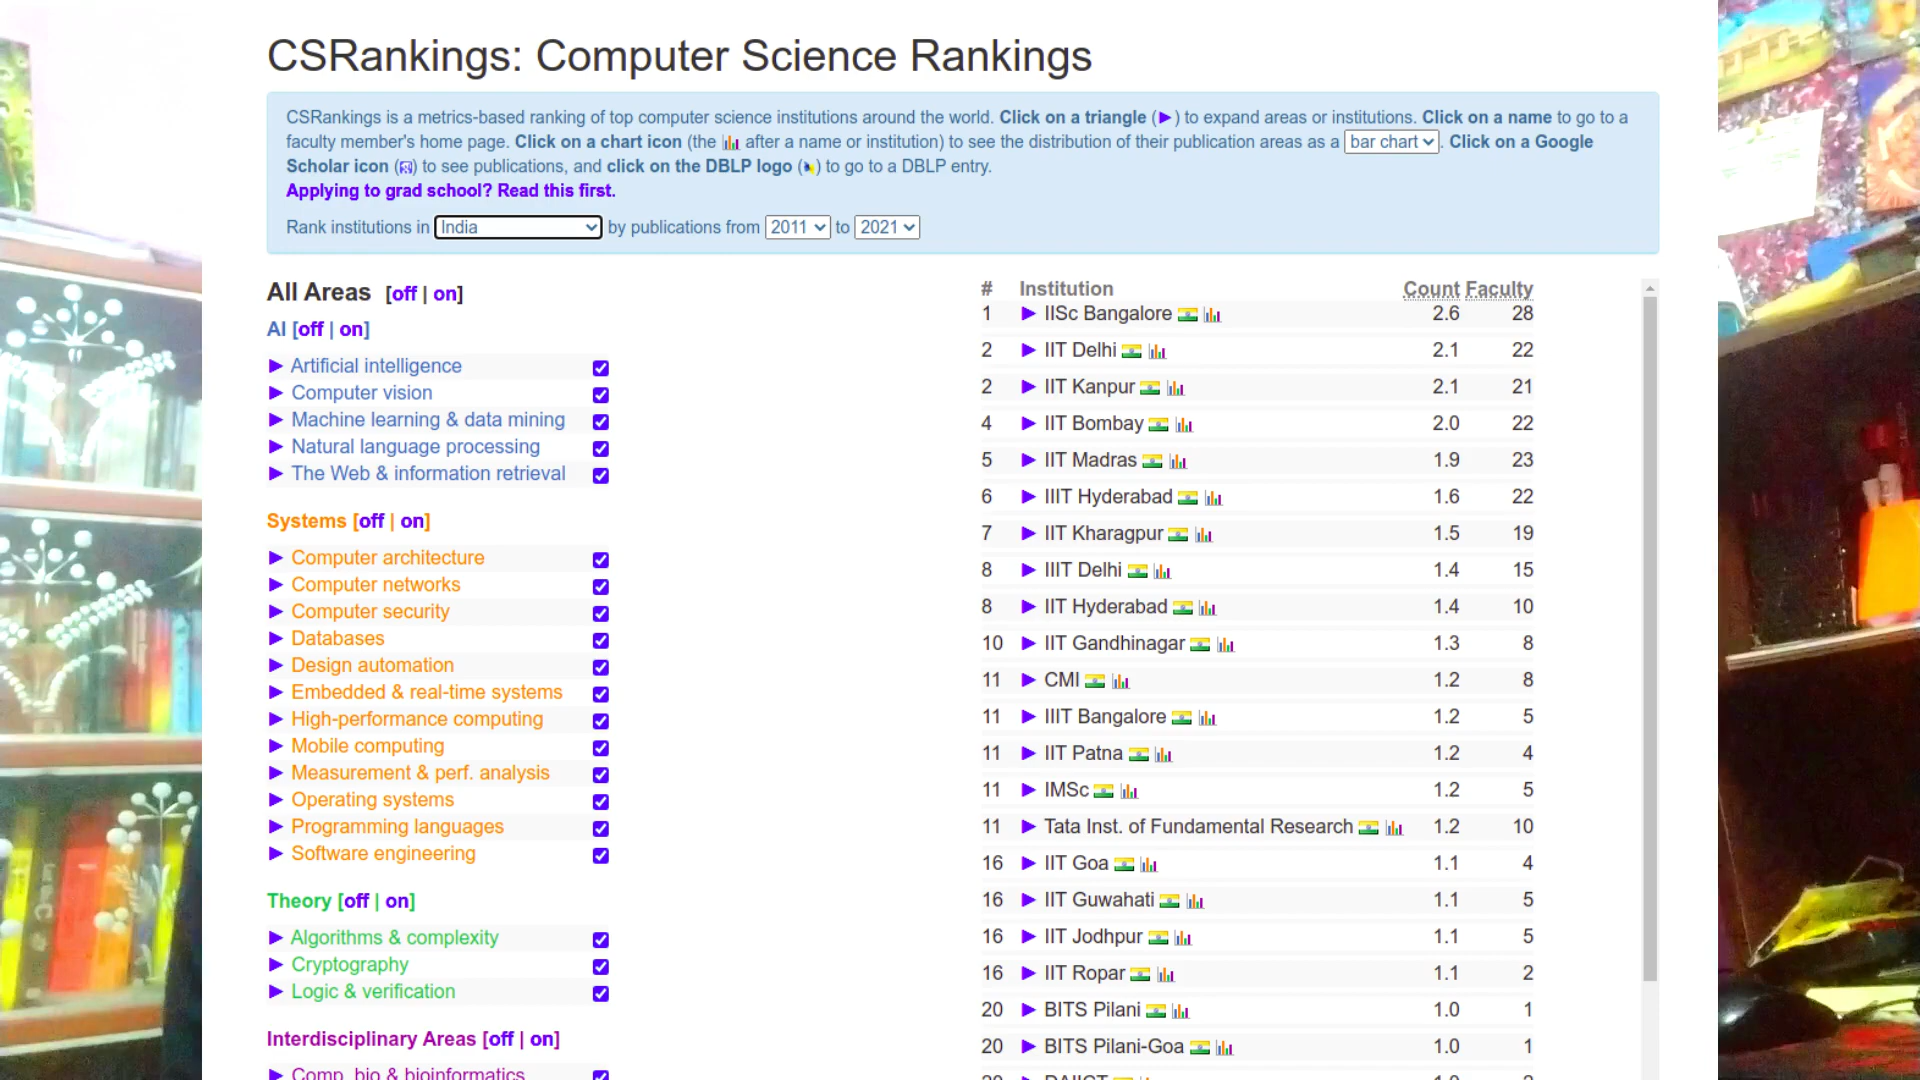 CSRankings: Computer Science Rankings
CSRankings is a metrics-based ranking of top computer science institutions around the world. Click on a triangle (▶) to expand areas or institutions. Click on a name to go to a
faculty member's home page. Click on a chart icon (the after a name or institution) to see the distribution of their publication areas as a bar chart. Click on a Google
Scholar icon () to see publications, and click on the DBLP logo () to go to a DBLP entry.
Applying to grad school? Read this first.
Rank institutions in India by publications from 2011 to 2021
All Areas [off | on]
AI [off | on]
Artificial intelligence
Computer vision
Machine learning & data mining
Natural language processing
The Web & information retrieval
Systems [off | on]
Computer architecture
Computer networks
Computer security
Databases
Design automation
Embedded & real-time systems
High-performance computing
Mobile computing
Measurement & perf. analysis
Operating systems
Programming languages
Software engineering
Theory [off | on]
Algorithms & complexity
Cryptography
Logic & verification
Interdisciplinary Areas [off | on]
Comp. bio & bioinformatics
# Institution Count Faculty
1 IISc Bangalore 2.6 28
2 IIT Delhi 2.1 22
2 IIT Kanpur 2.1 21
4 IIT Bombay 2.0 22
5 IIT Madras 1.9 23
6 IIIT Hyderabad 1.6 22
7 IIT Kharagpur 1.5 19
8 IIIT Delhi 1.4 15
8 IIT Hyderabad 1.4 10
10 IIT Gandhinagar 1.3 8
11 CMI 1.2 8
11 IIIT Bangalore 1.2 5
11 IIT Patna 1.2 4
11 IMSc 1.2 5
11 Tata Inst. of Fundamental Research 1.2 10
16 IIT Goa 1.1 4
16 IIT Guwahati 1.1 5
16 IIT Jodhpur 1.1 5
16 IIT Ropar 1.1 2
20 BITS Pilani 1.0 1
20 BITS Pilani-Goa 1.0 1